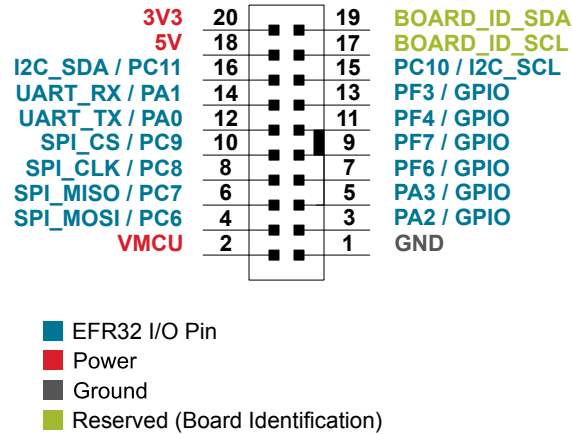 3V3 20 19 BOARD_ID_SDA
5V 18 17 BOARD_ID_SCL
I2C_SDA / PC11 16 15 PC10 / I2C_SCL
UART_RX / PA1 14 13 PF3 / GPIO
UART_TX / PA0 12 11 PF4 / GPIO
SPI_CS / PC9 10 9 PF7 / GPIO
SPI_CLK / PC8 8 7 PF6 / GPIO
SPI_MISO / PC7 6 5 PA3 / GPIO
SPI_MOSI / PC6 4 3 PA2 / GPIO
VMCU 2 1 GND
EFR32 I/O Pin
Power
Ground
Reserved (Board Identification)